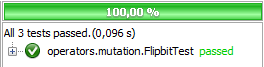 100,00 %
All 3 tests passed.(0,096 s)
operators.mutation.FlipbitTest passed